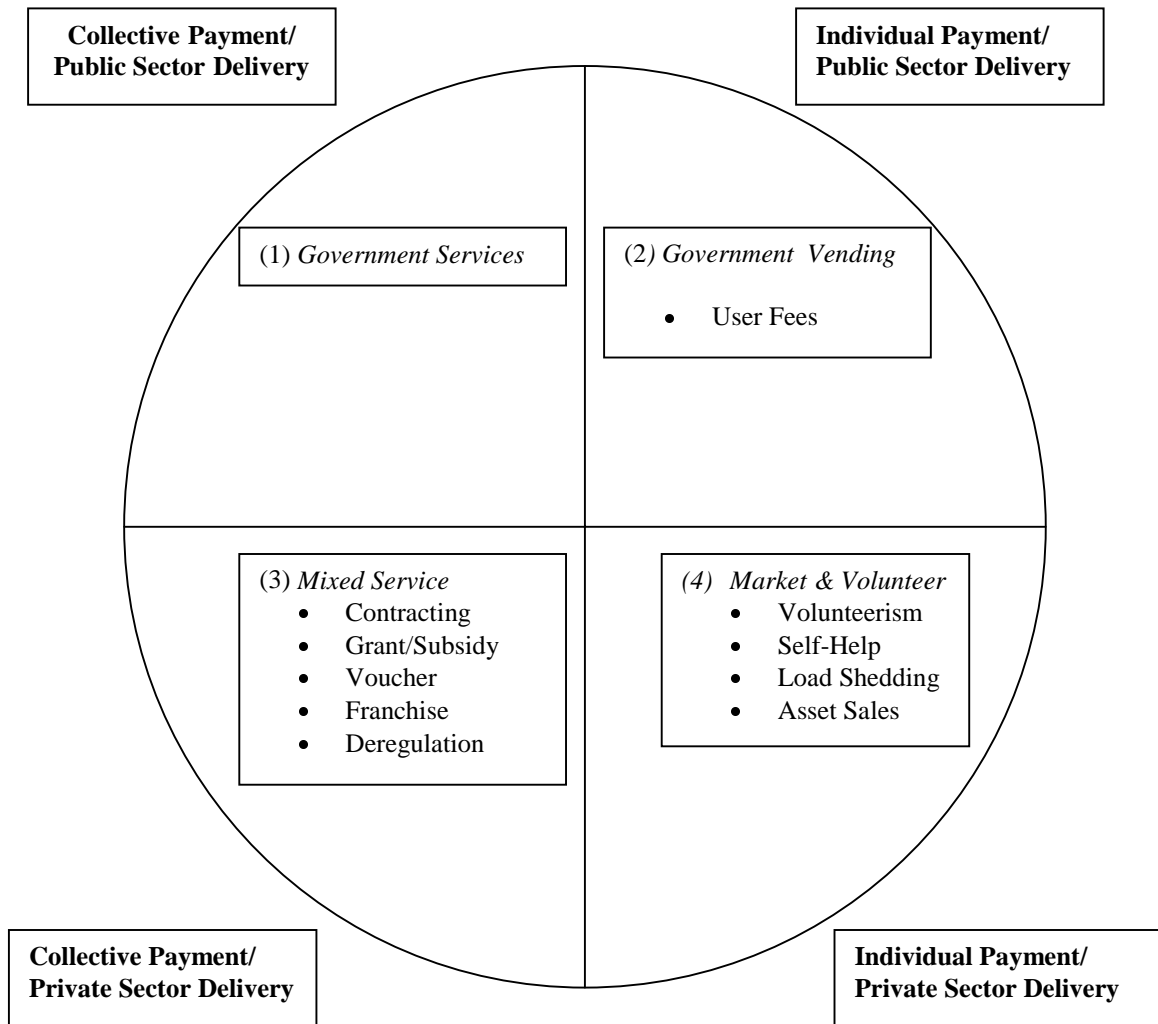 Collective Payment/
Public Sector Delivery
Individual Payment/
Public Sector Delivery
(1) Government Services
(2) Government Vending
• User Fees
(3) Mixed Service
• Contracting
• Grant/Subsidy
• Voucher
• Franchise
• Deregulation
(4) Market & Volunteer
• Volunteerism
• Self-Help
• Load Shedding
• Asset Sales
Collective Payment/
Private Sector Delivery
Individual Payment/
Private Sector Delivery